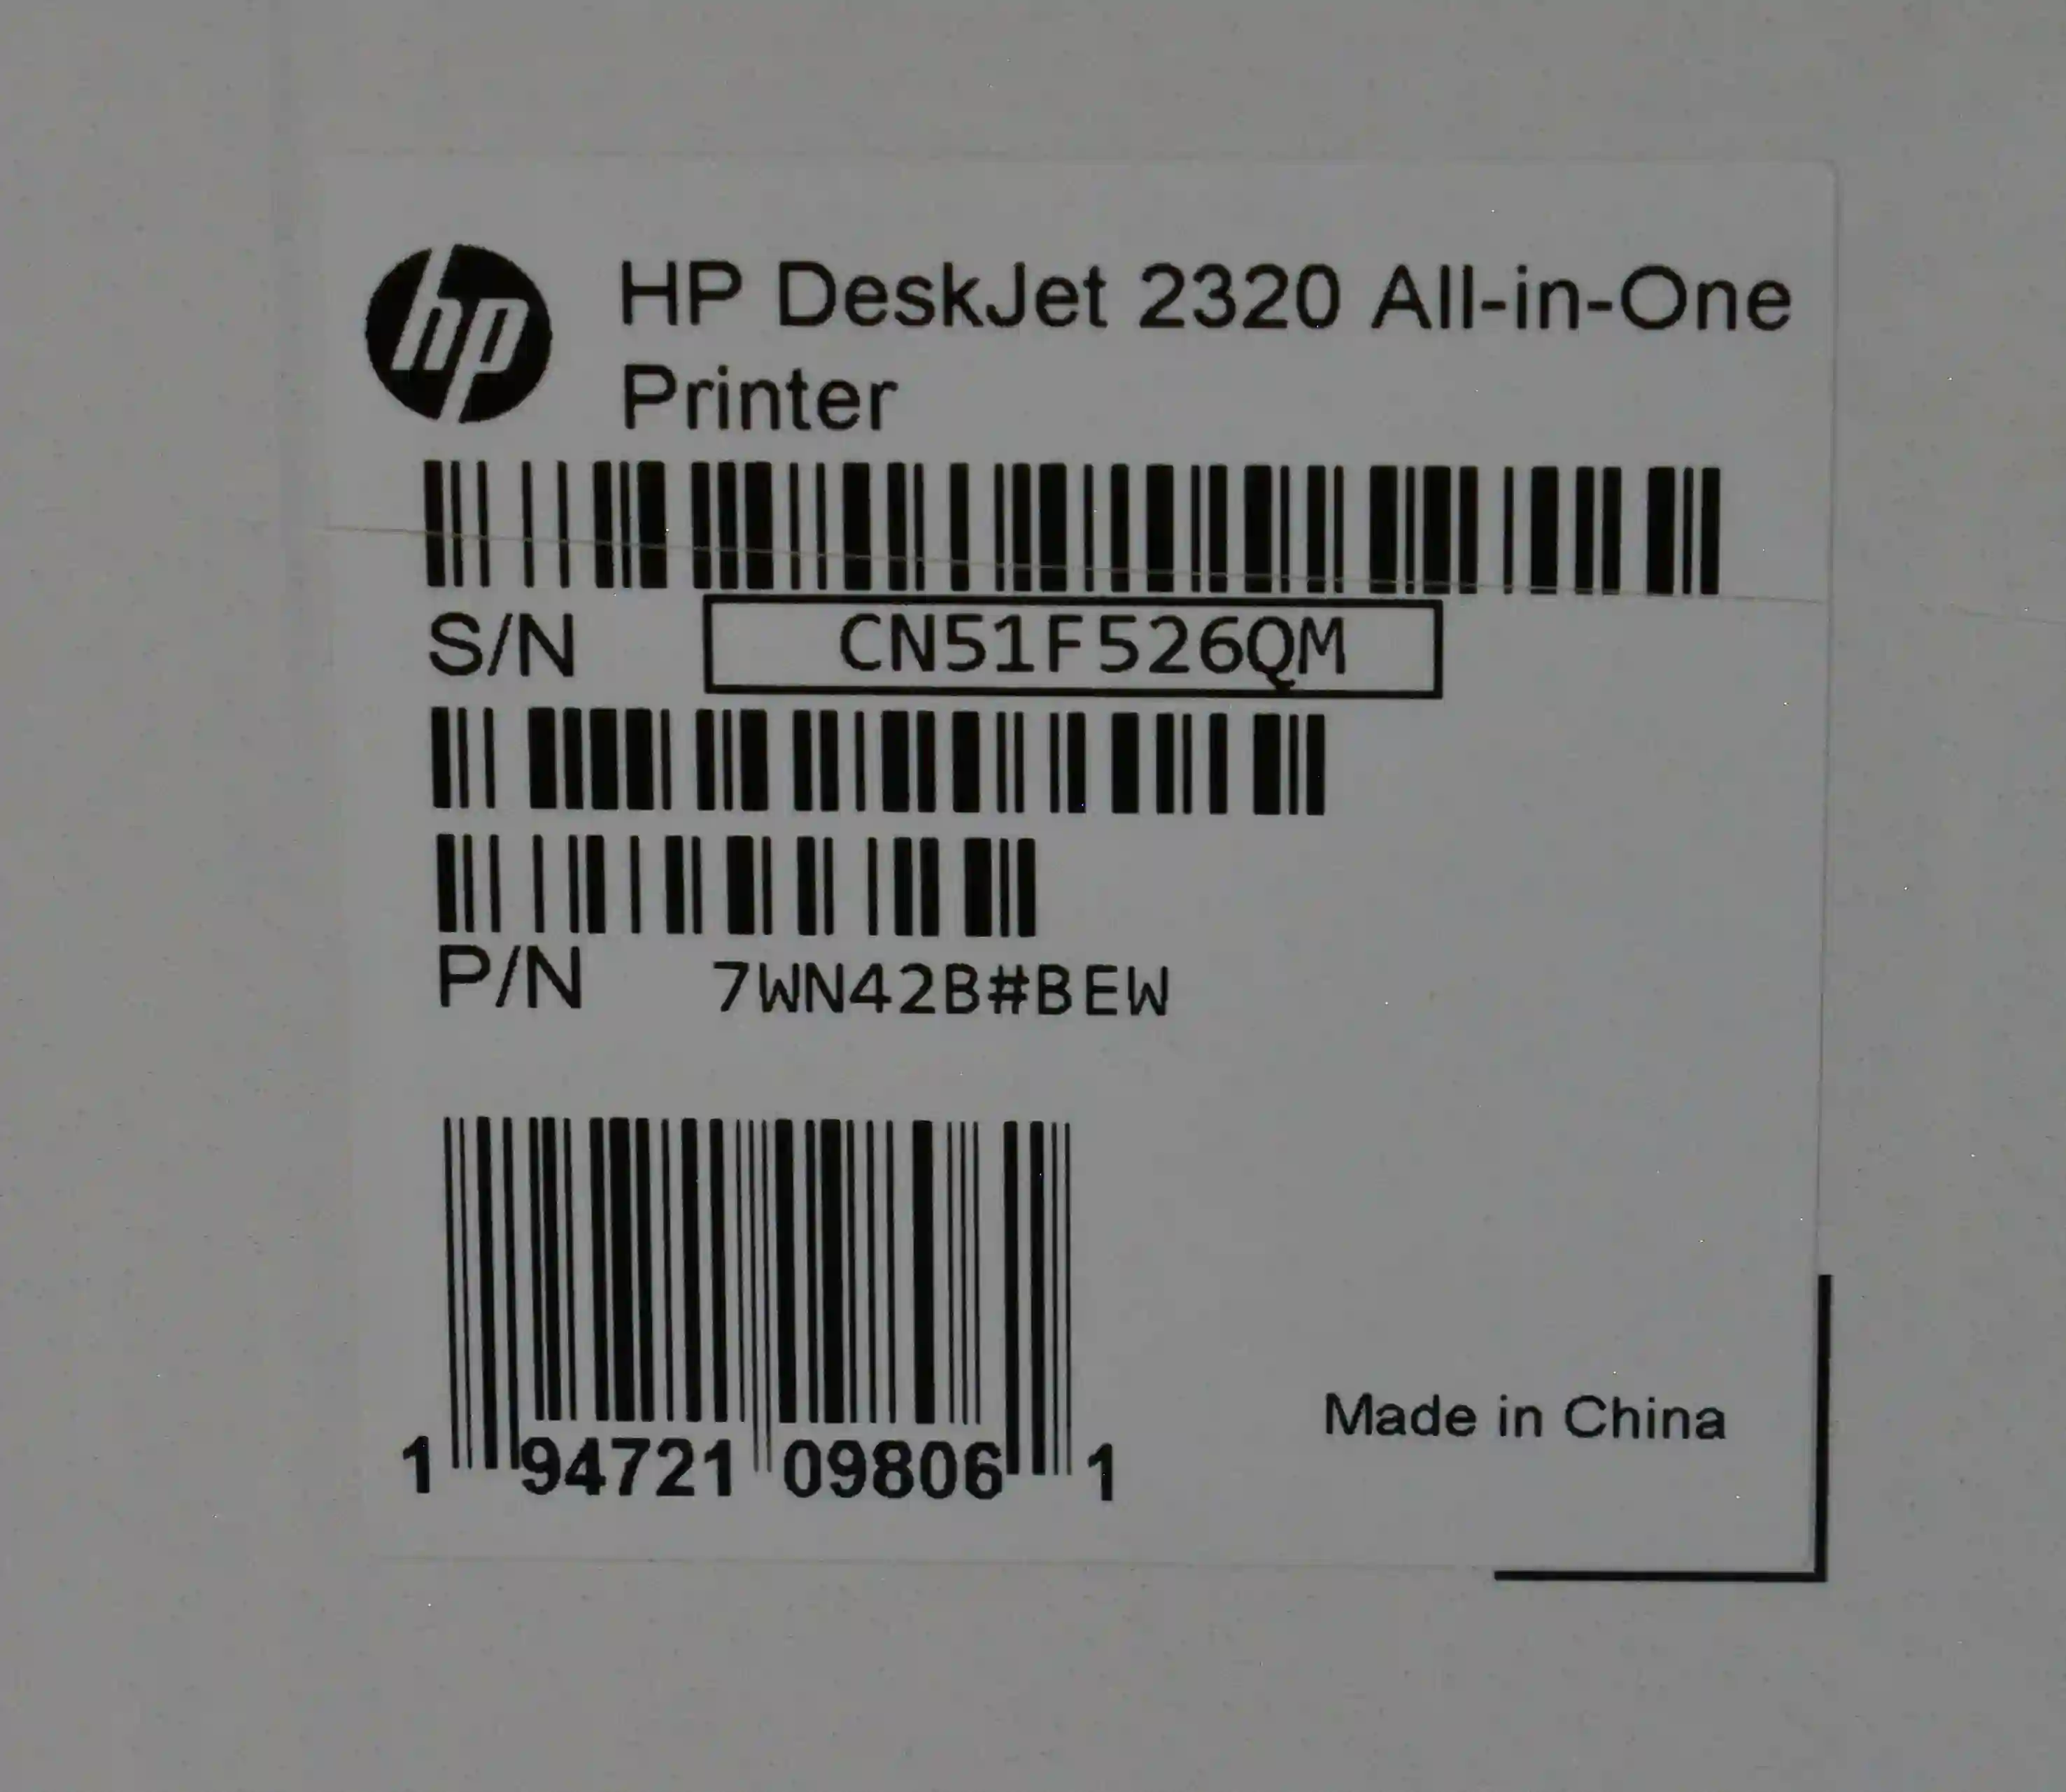 hp
HP DeskJet 2320 All-in-One
Printer
S/N CN51F526QM
P/N 7WN42B#BEW
1 94721 09806 1
Made in China